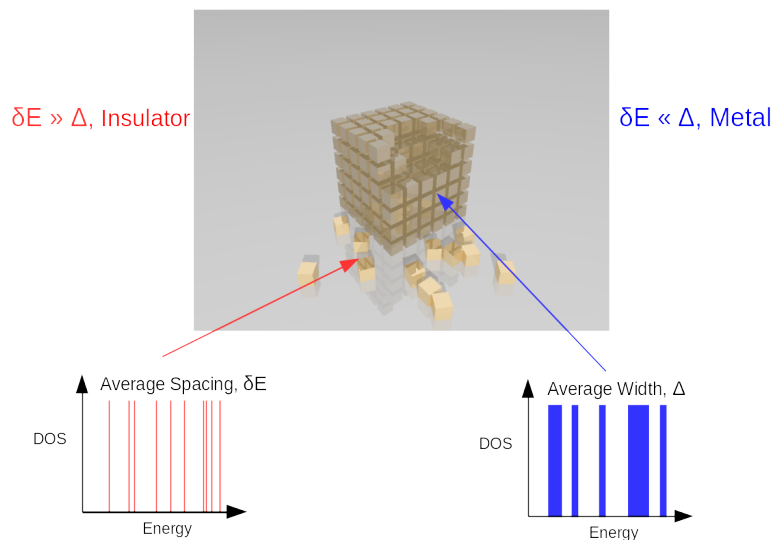 δE » Δ, Insulator
δE « Δ, Metal
Average Spacing, δE
DOS
Energy
Average Width, Δ
DOS
Energy